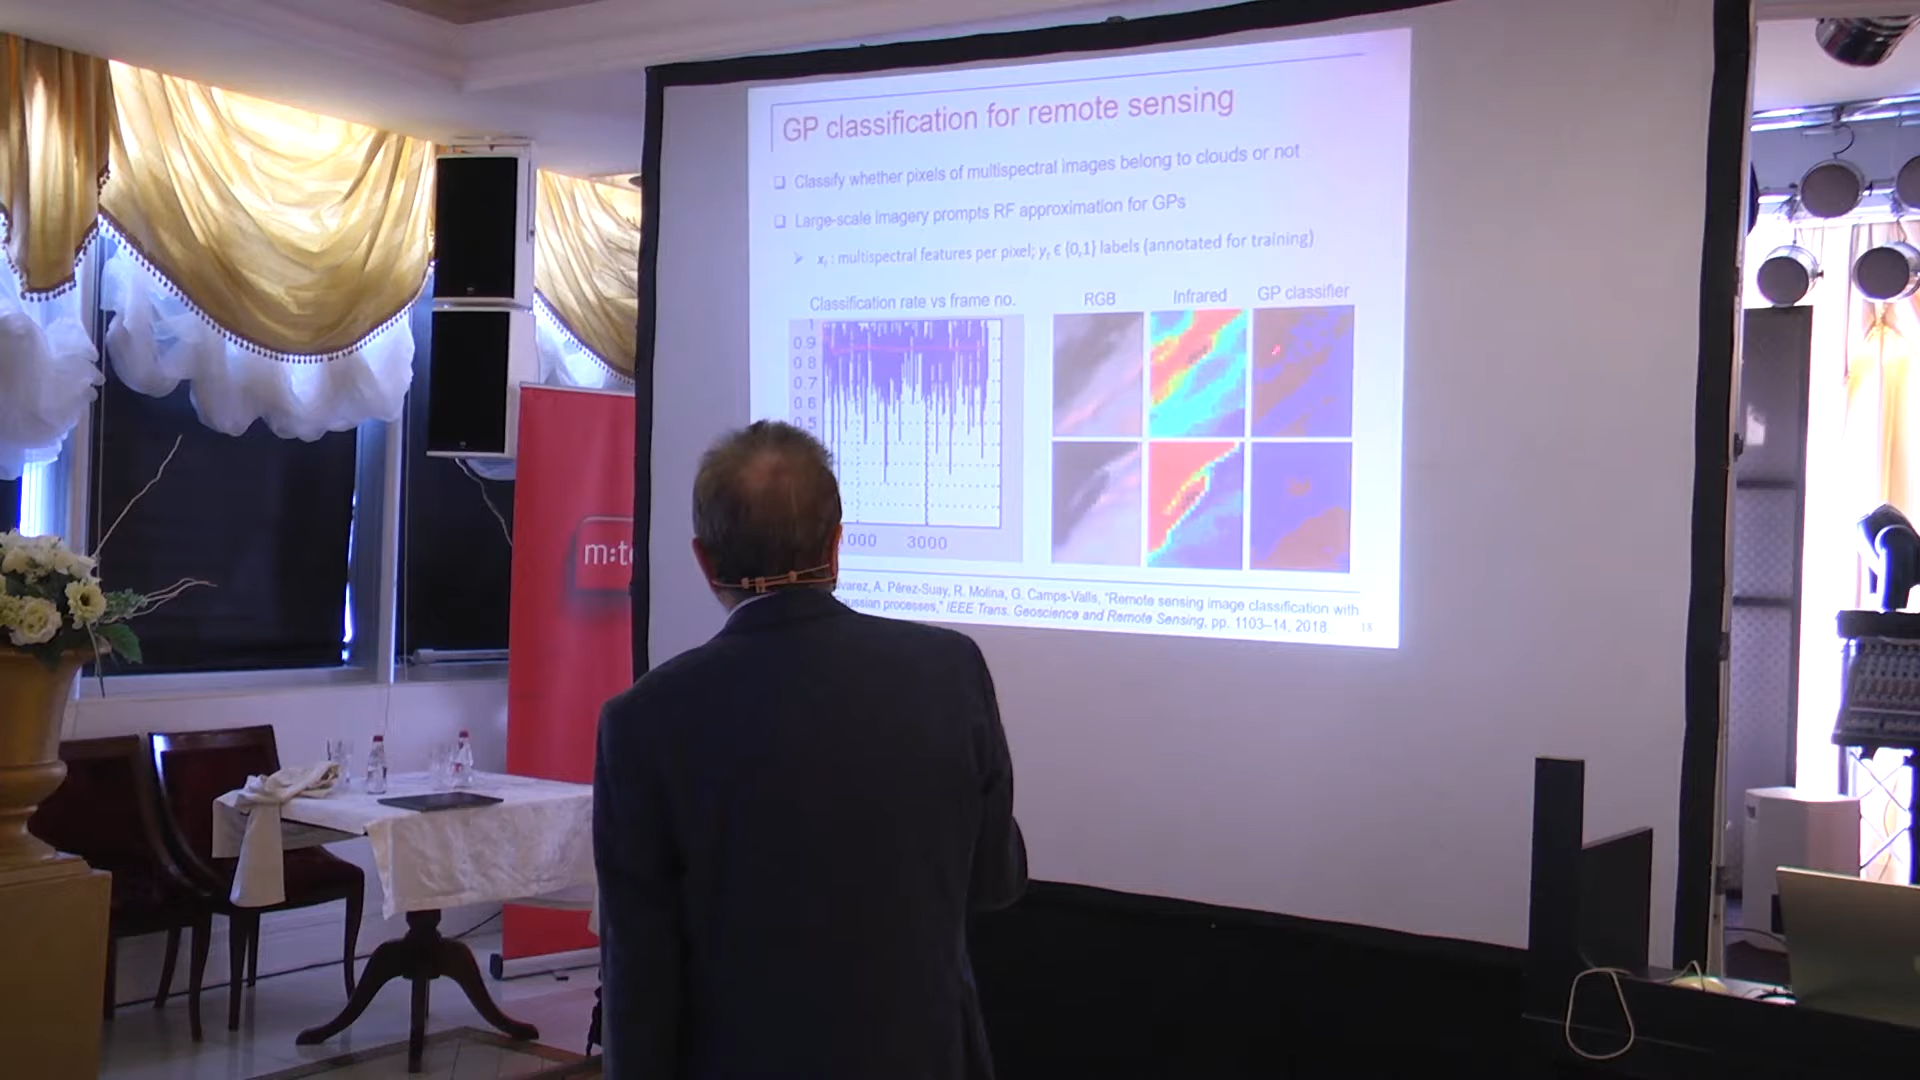 GP classification for remote sensing
Classify whether pixels of multispectral images belong to clouds or not
Large-scale imagery prompts RF approximation for GPs
xₜ : multispectral features per pixel; yₜ ∈ {0,1} labels (annotated for training)
Classification rate vs frame no.
RGB
Infrared
GP classifier
1
0.9
0.8
0.7
0.6
0.5
1000
3000
m:t
A. Pérez-Suay, R. Molina, G. Camps-Valls, "Remote sensing image classification with
processes," IEEE Trans. Geoscience and Remote Sensing, pp. 1103–14, 2018.
18